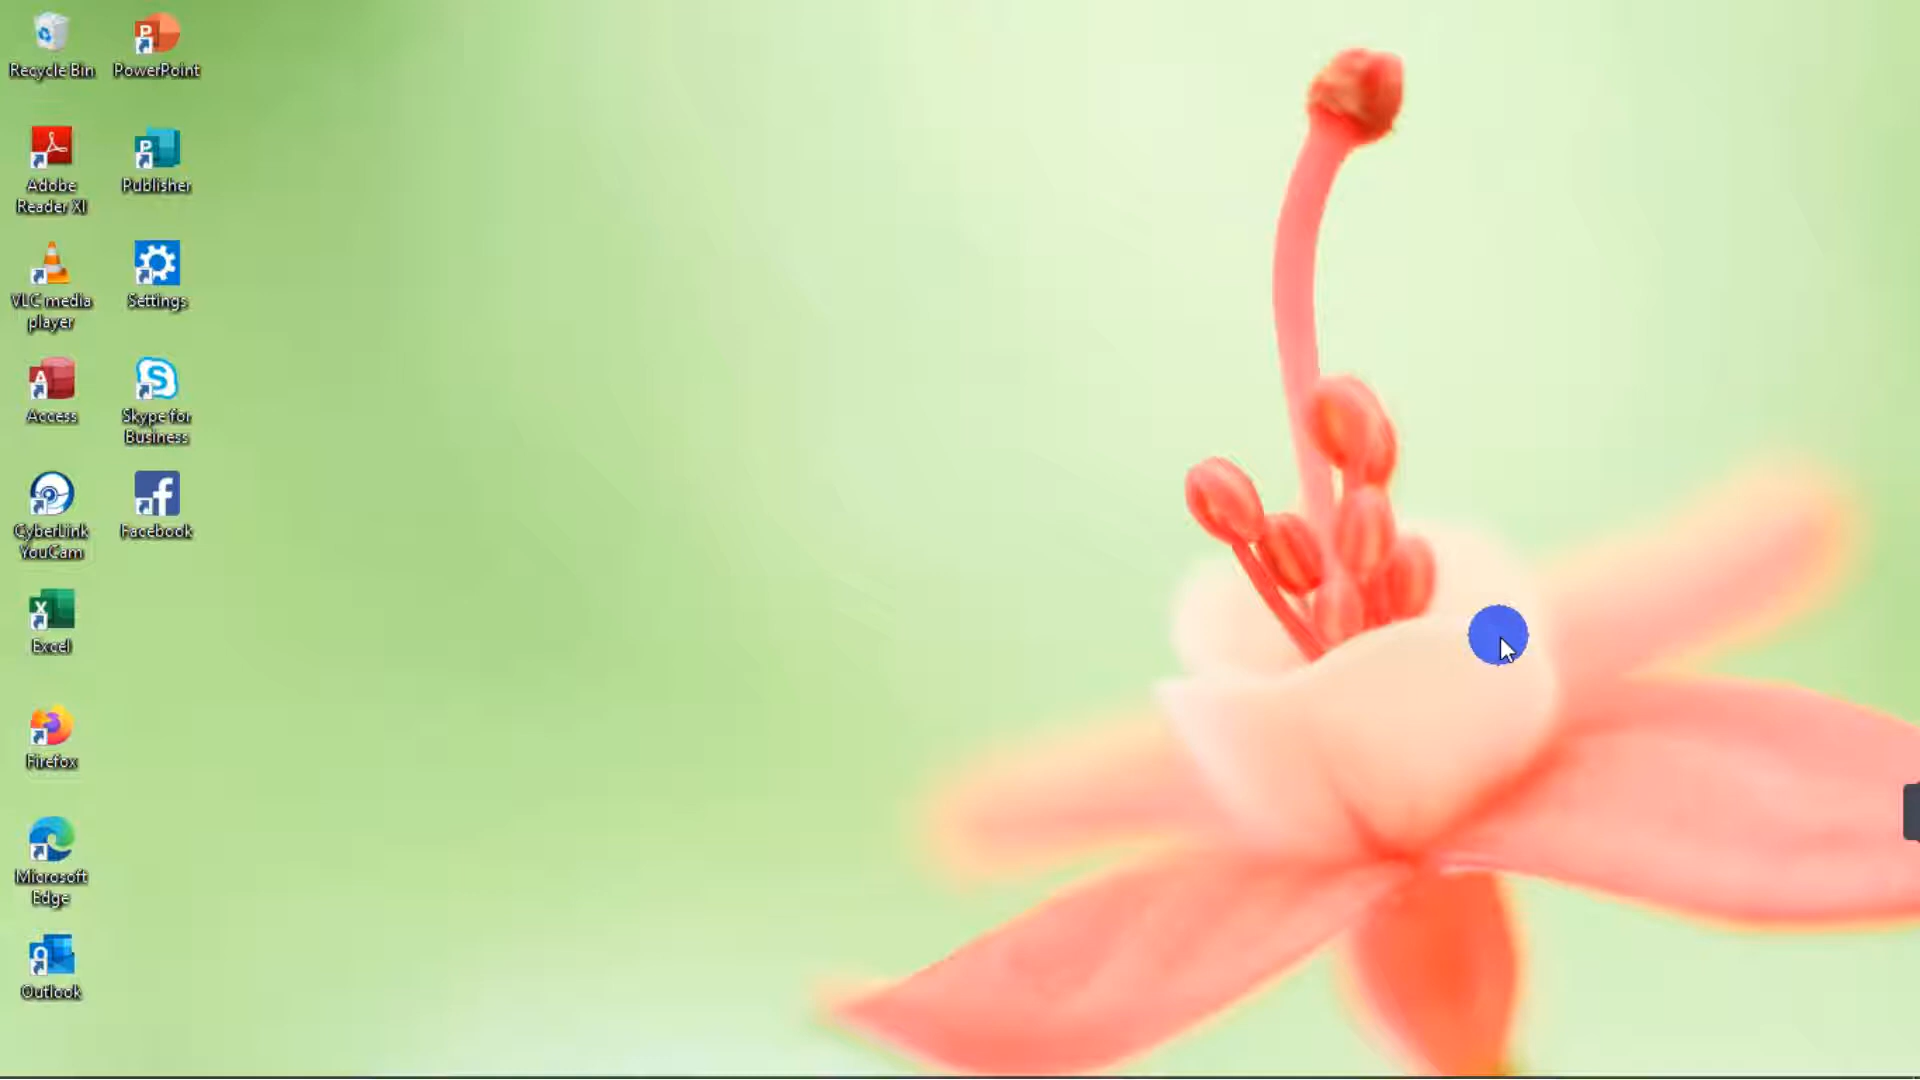 Recycle Bin
PowerPoint
Adobe
Reader XI
Publisher
VLC media
player
Settings
Access
Skype for
Business
CyberLink
YouCam
Facebook
Excel
Firefox
Microsoft
Edge
Outlook